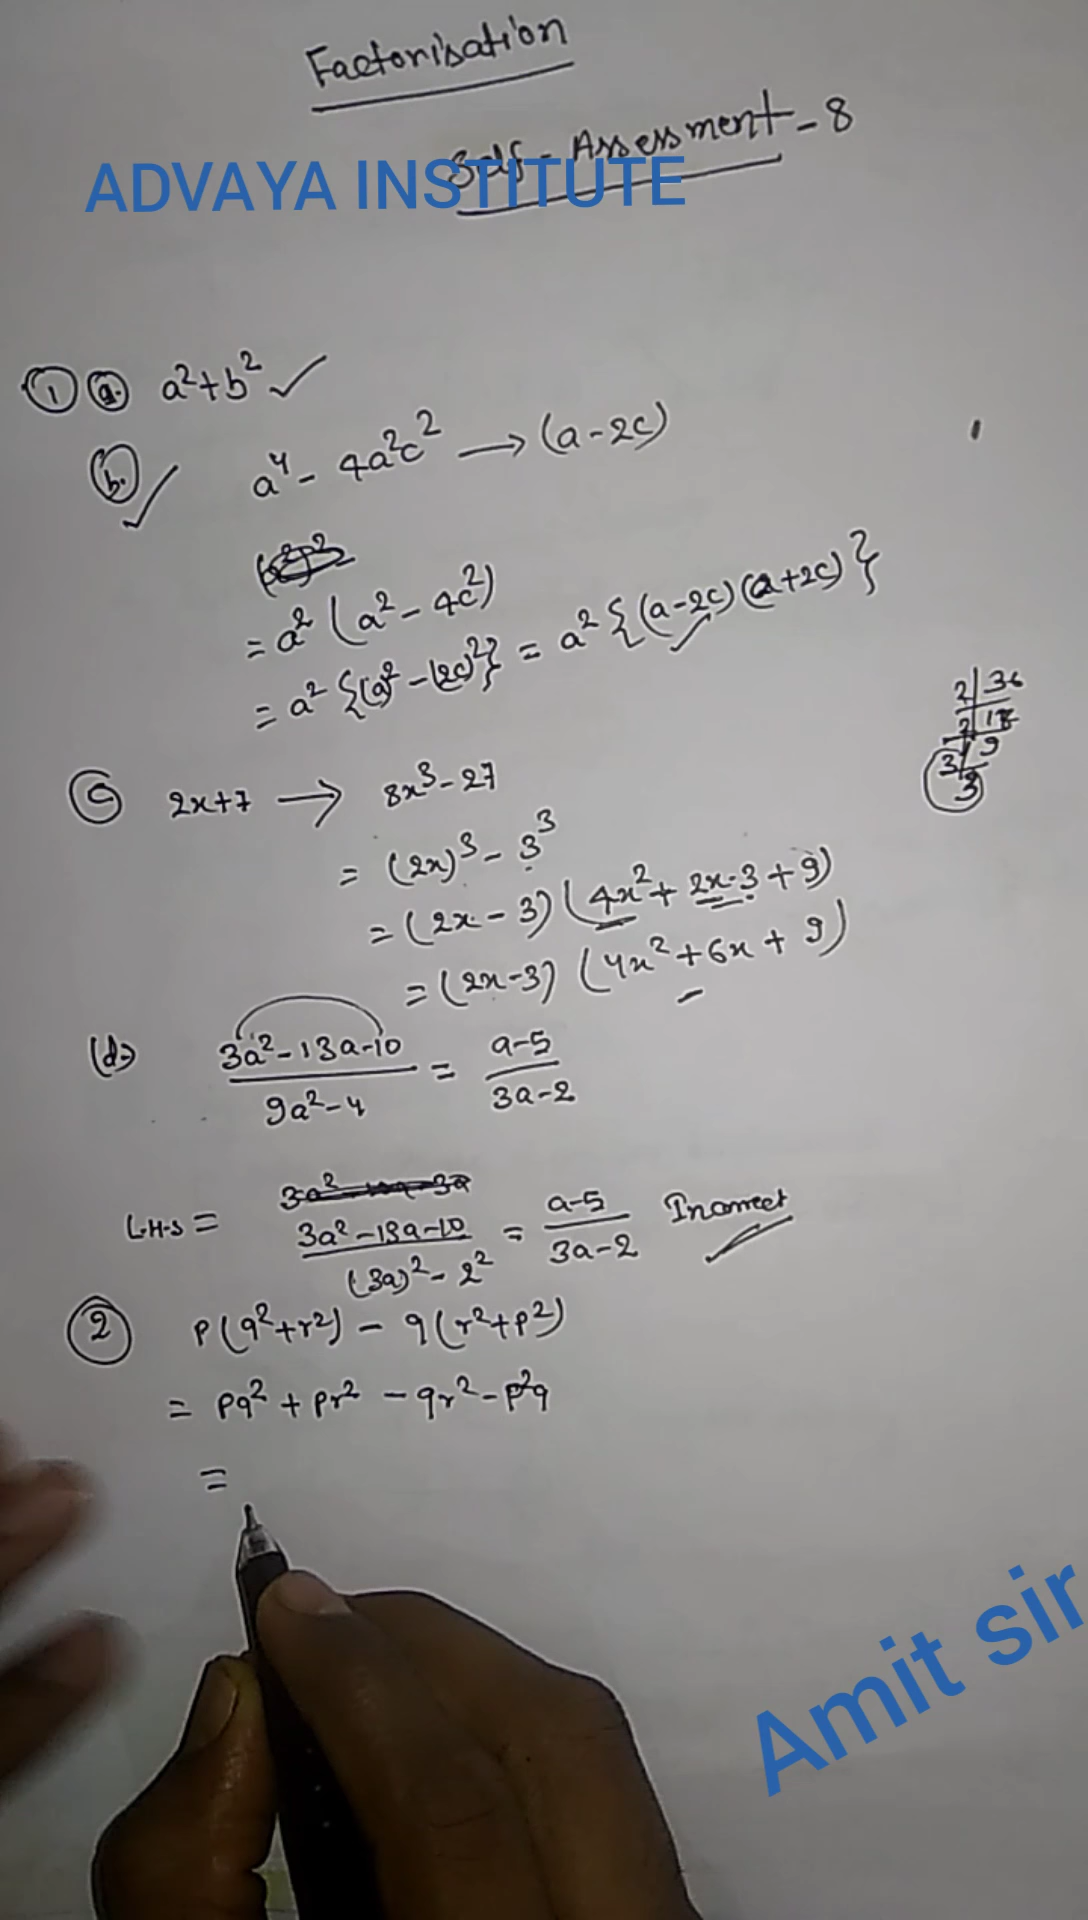 Factorisation
Self-Assessment-8
ADVAYA INSTITUTE
① ⓐ. a²+b² ✓
ⓑ. ✓ a⁴ - 4a²c² → (a-2c)
= a² (a² - 4c²)
= a² {(a)² - (2c)²} = a² {(a-2c)(a+2c)}
2 | 36
2 | 18
3 | 9
3
ⓒ 2x+7 → 8x³-27
= (2x)³ - 3³
= (2x-3)(4x²+2x·3+9)
= (2x-3) (4x²+6x+9)
(d) 3a²-13a-10 / 9a²-4 = a-5 / 3a-2
L.H.S = 3a²-13a-10 / (3a)²-2² = a-5 / 3a-2 Incorrect
② p(q²+r²) - q(r²+p²)
= pq² + pr² - qr² - p²q
=
Amit sir